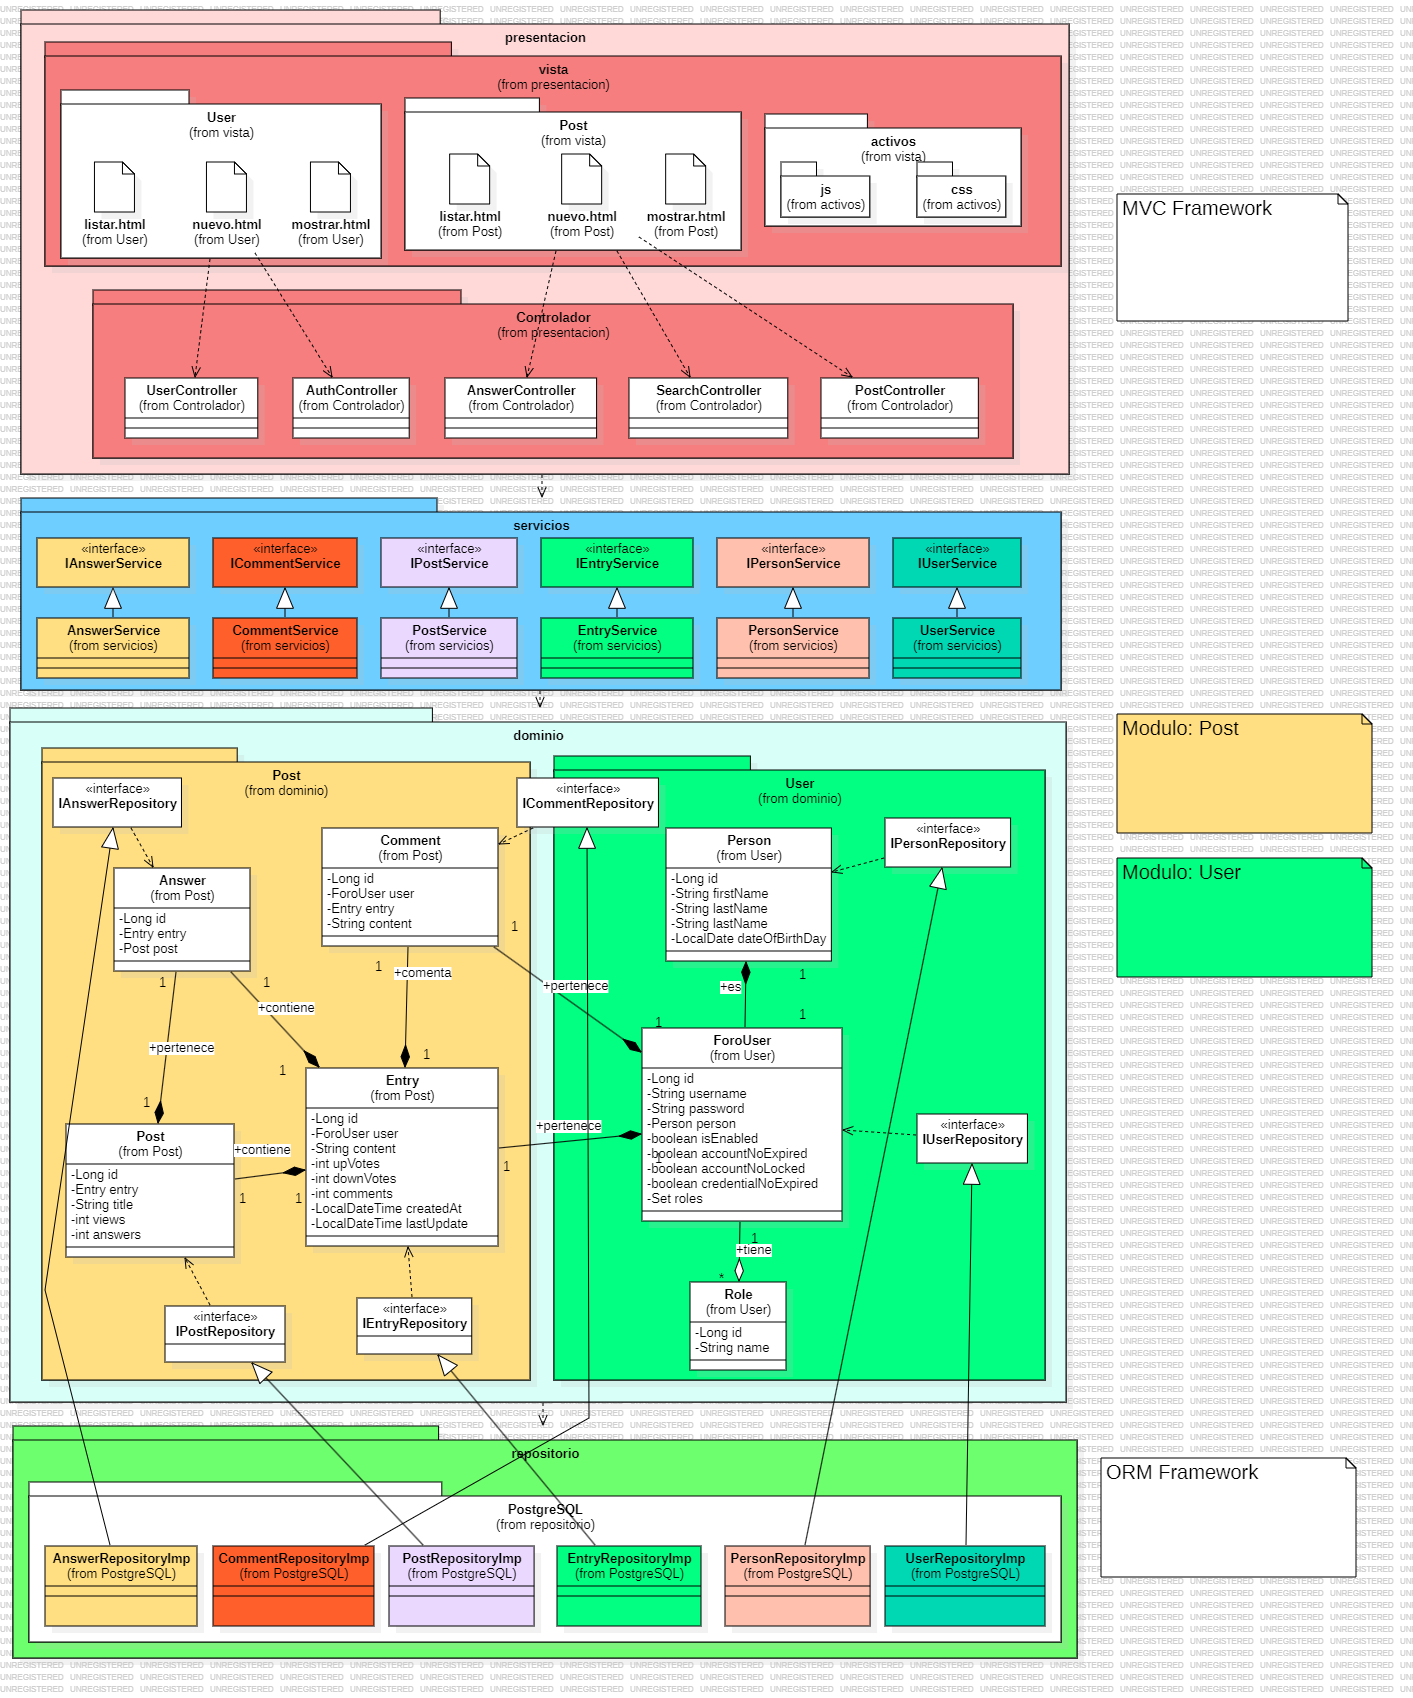 presentacion
vista
(from presentacion)
User
(from vista)
listar.html
(from User)
nuevo.html
(from User)
mostrar.html
(from User)
Post
(from vista)
listar.html
(from Post)
nuevo.html
(from Post)
mostrar.html
(from Post)
activos
(from vista)
js
(from activos)
css
(from activos)
MVC Framework
Controlador
(from presentacion)
UserController
(from Controlador)
AuthController
(from Controlador)
AnswerController
(from Controlador)
SearchController
(from Controlador)
PostController
(from Controlador)
servicios
«interface»
IAnswerService
«interface»
ICommentService
«interface»
IPostService
«interface»
IEntryService
«interface»
IPersonService
«interface»
IUserService
AnswerService
(from servicios)
CommentService
(from servicios)
PostService
(from servicios)
EntryService
(from servicios)
PersonService
(from servicios)
UserService
(from servicios)
dominio
Modulo: Post
Modulo: User
Post
(from dominio)
«interface»
IAnswerRepository
«interface»
ICommentRepository
Comment
(from Post)
-Long id
-ForoUser user
-Entry entry
-String content
Answer
(from Post)
-Long id
-Entry entry
-Post post
1
1
1
1
+comenta
+contiene
+pertenece
1
1
1
Post
(from Post)
-Long id
-Entry entry
-String title
-int views
-int answers
+contiene
1
1
Entry
(from Post)
-Long id
-ForoUser user
-String content
-int upVotes
-int downVotes
-int comments
-LocalDateTime createdAt
-LocalDateTime lastUpdate
«interface»
IPostRepository
«interface»
IEntryRepository
User
(from dominio)
Person
(from User)
-Long id
-String firstName
-String lastName
-String lastName
-LocalDate dateOfBirthDay
«interface»
IPersonRepository
+pertenece
+es
1
1
1
ForoUser
(from User)
-Long id
-String username
-String password
-Person person
-boolean isEnabled
-boolean accountNoExpired
-boolean accountNoLocked
-boolean credentialNoExpired
-Set roles
+pertenece
1
1
«interface»
IUserRepository
1
+tiene
*
Role
(from User)
-Long id
-String name
repositorio
ORM Framework
PostgreSQL
(from repositorio)
AnswerRepositoryImp
(from PostgreSQL)
CommentRepositoryImp
(from PostgreSQL)
PostRepositoryImp
(from PostgreSQL)
EntryRepositoryImp
(from PostgreSQL)
PersonRepositoryImp
(from PostgreSQL)
UserRepositoryImp
(from PostgreSQL)
UNREGISTERED